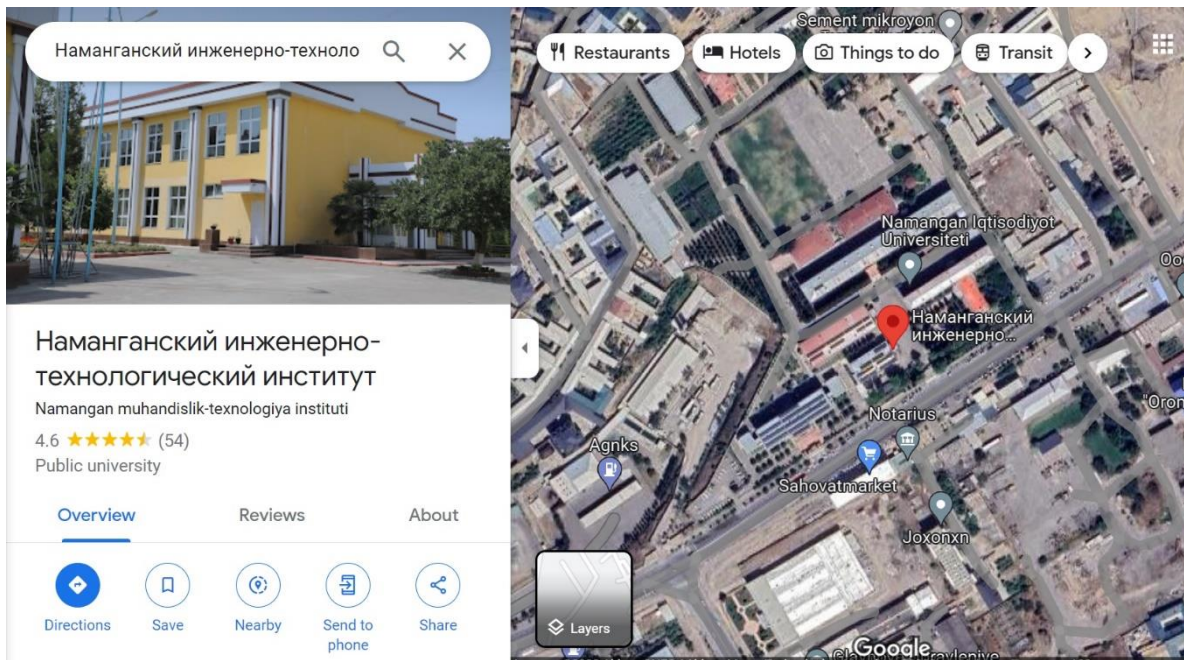 Наманганский инженерно-техноло
Наманганский инженерно-
технологический институт
Namangan muhandislik-texnologiya instituti
4.6 (54)
Public university
Overview Reviews About
Directions Save Nearby Send to
phone Share
Restaurants Hotels Things to do Transit
Sement mikroyon
Namangan Iqtisodiyot
Universiteti
Наманганский
инженерно...
"Oron
Notarius
Agnks
Sahovatmarket
Joxonxn
Layers
Google